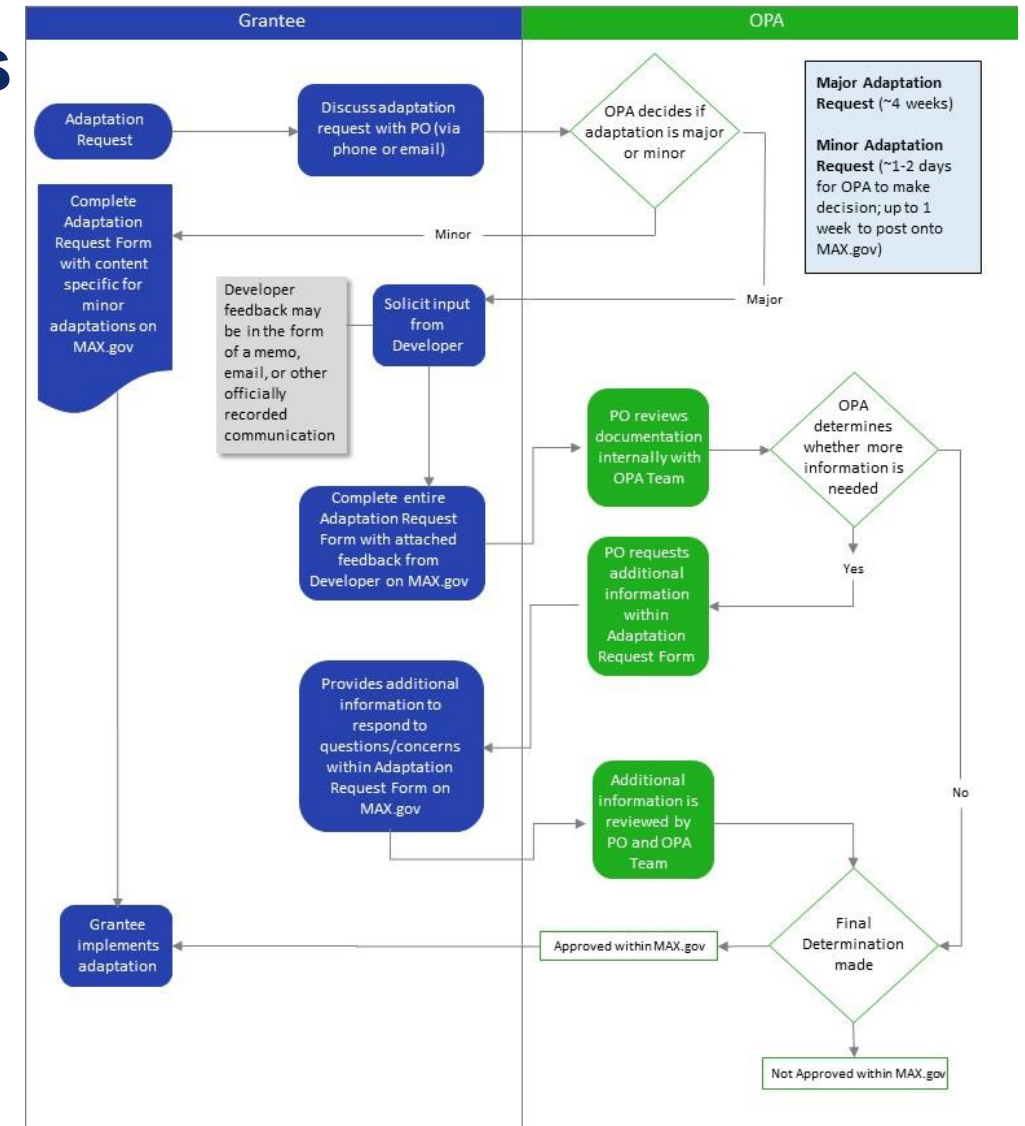 s
Grantee
OPA
Adaptation
Request
Discuss adaptation
request with PO (via
phone or email)
OPA decides if
adaptation is major
or minor
Major Adaptation
Request (~4 weeks)
Minor Adaptation
Request (~1-2 days
for OPA to make
decision; up to 1
week to post onto
MAX.gov)
Complete
Adaptation
Request Form
with content
specific for
minor
adaptations on
MAX.gov
Minor
Major
Developer
feedback may
be in the form
of a memo,
email, or other
officially
recorded
communication
Solicit input
from
Developer
PO reviews
documentation
internally with
OPA Team
OPA
determines
whether more
information is
needed
Complete entire
Adaptation Request
Form with attached
feedback from
Developer on MAX.gov
Yes
PO requests
additional
information
within
Adaptation
Request Form
Provides additional
information to
respond to
questions/concerns
within Adaptation
Request Form on
MAX.gov
Additional
information is
reviewed by
PO and OPA
Team
No
Grantee
implements
adaptation
Approved within MAX.gov
Final
Determination
made
Not Approved within MAX.gov